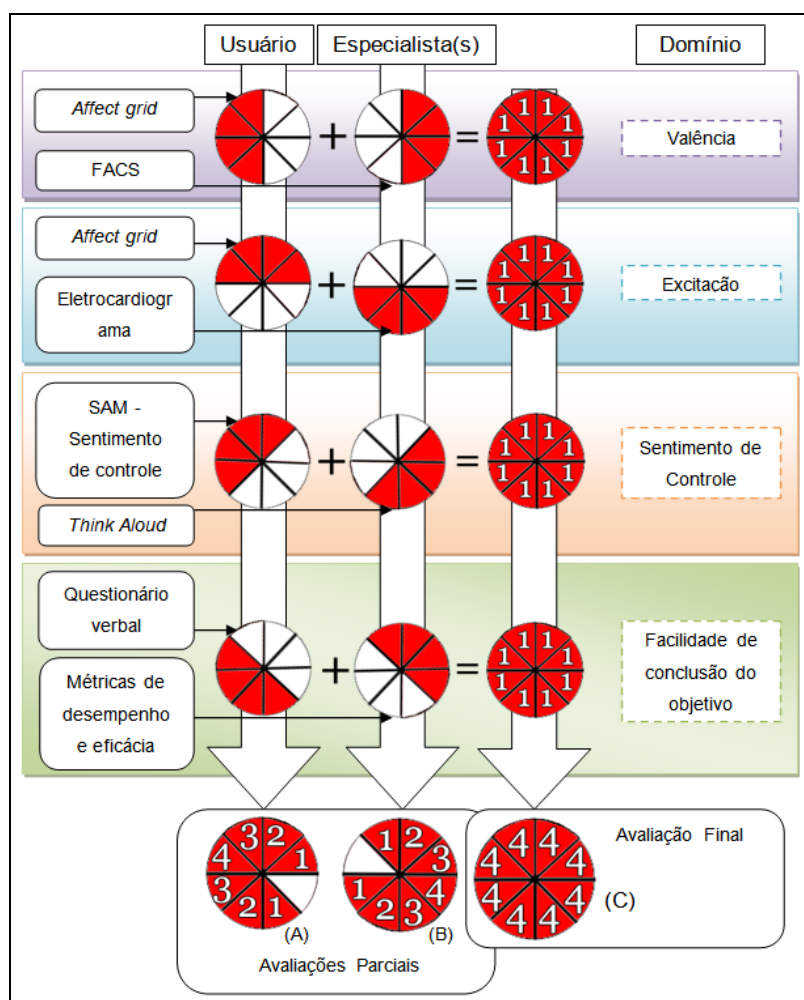 Usuário
Especialista(s)
Domínio
Affect grid
FACS
+
=
1 1
1 1
1 1
1 1
Valência
Affect grid
Eletrocardiogr
ama
+
=
1 1
1 1
1 1
1 1
Excitação
SAM -
Sentimento
de controle
Think Aloud
+
=
1 1
1 1
1 1
1 1
Sentimento de
Controle
Questionário
verbal
Métricas de
desempenho
e eficácia
+
=
1 1
1 1
1 1
1 1
Facilidade de
conclusão do
objetivo
3 2
4 1
3
2 1
(A)
1 2
3
1 4
2 3
(B)
Avaliações Parciais
4 4
4 4
4 4
4 4
Avaliação Final
(C)